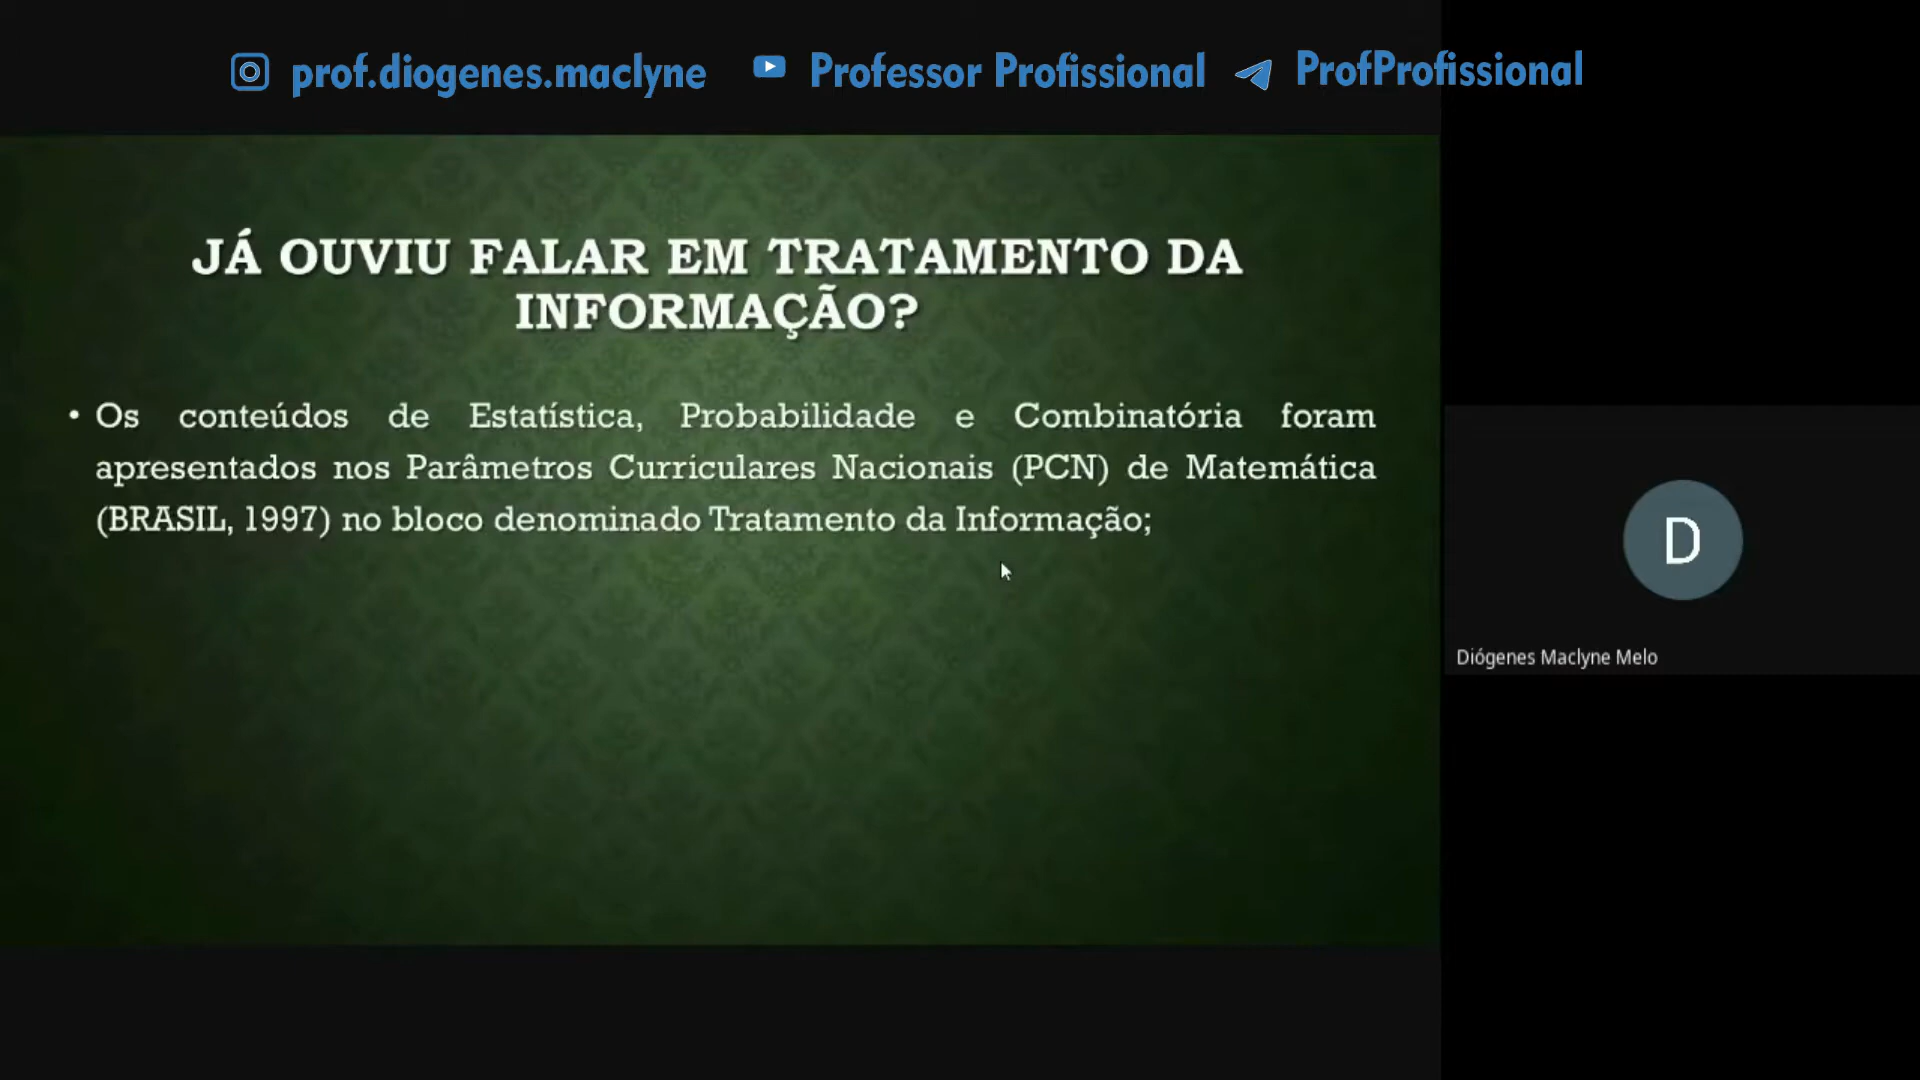 prof.diogenes.maclyne Professor Profissional ProfProfissional
JÁ OUVIU FALAR EM TRATAMENTO DA
INFORMAÇÃO?
• Os conteúdos de Estatística, Probabilidade e Combinatória foram
apresentados nos Parâmetros Curriculares Nacionais (PCN) de Matemática
(BRASIL, 1997) no bloco denominado Tratamento da Informação;
D
Diógenes Maclyne Melo